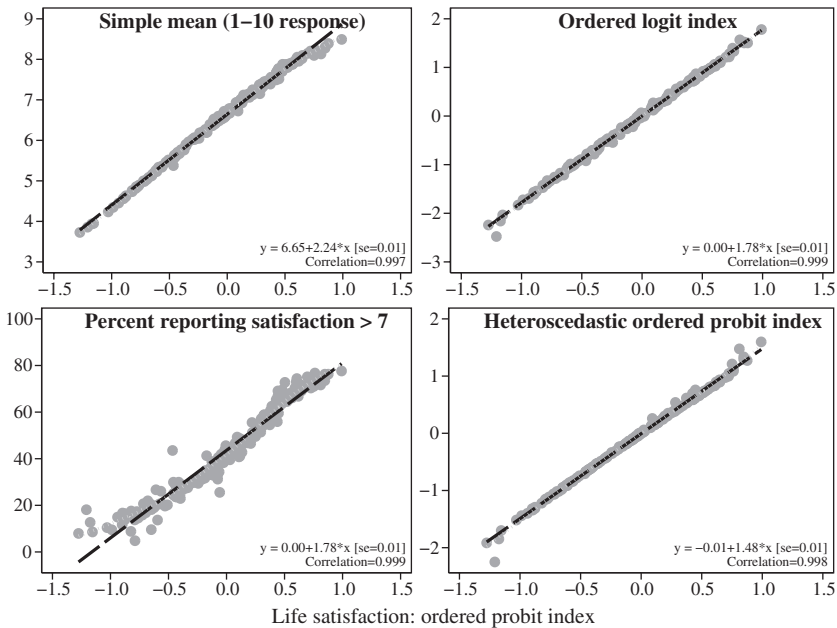 Simple mean (1–10 response)
9
8
7
6
5
4
3
y = 6.65+2.24*x [se=0.01]
Correlation=0.997
−1.5 −1.0 −0.5 0.0 0.5 1.0 1.5
Ordered logit index
2
1
0
−1
−2
−3
y = 0.00+1.78*x [se=0.01]
Correlation=0.999
−1.5 −1.0 −0.5 0.0 0.5 1.0 1.5
Percent reporting satisfaction > 7
100
80
60
40
20
0
y = 0.00+1.78*x [se=0.01]
Correlation=0.999
−1.5 −1.0 −0.5 0.0 0.5 1.0 1.5
Heteroscedastic ordered probit index
2
1
0
−1
−2
y = −0.01+1.48*x [se=0.01]
Correlation=0.998
−1.5 −1.0 −0.5 0.0 0.5 1.0 1.5
Life satisfaction: ordered probit index